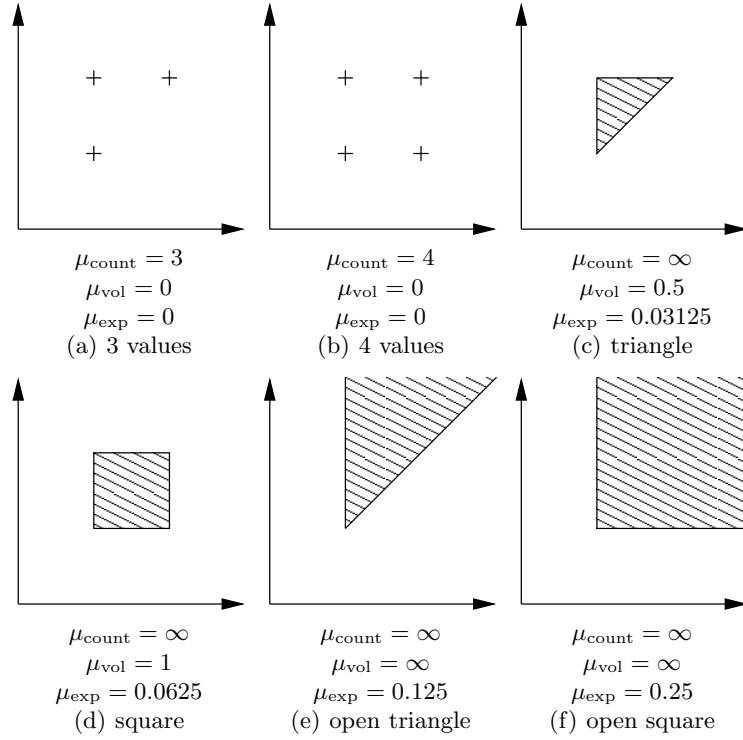 μcount = 3
μvol = 0
μexp = 0
(a) 3 values
μcount = 4
μvol = 0
μexp = 0
(b) 4 values
μcount = ∞
μvol = 0.5
μexp = 0.03125
(c) triangle
μcount = ∞
μvol = 1
μexp = 0.0625
(d) square
μcount = ∞
μvol = ∞
μexp = 0.125
(e) open triangle
μcount = ∞
μvol = ∞
μexp = 0.25
(f) open square